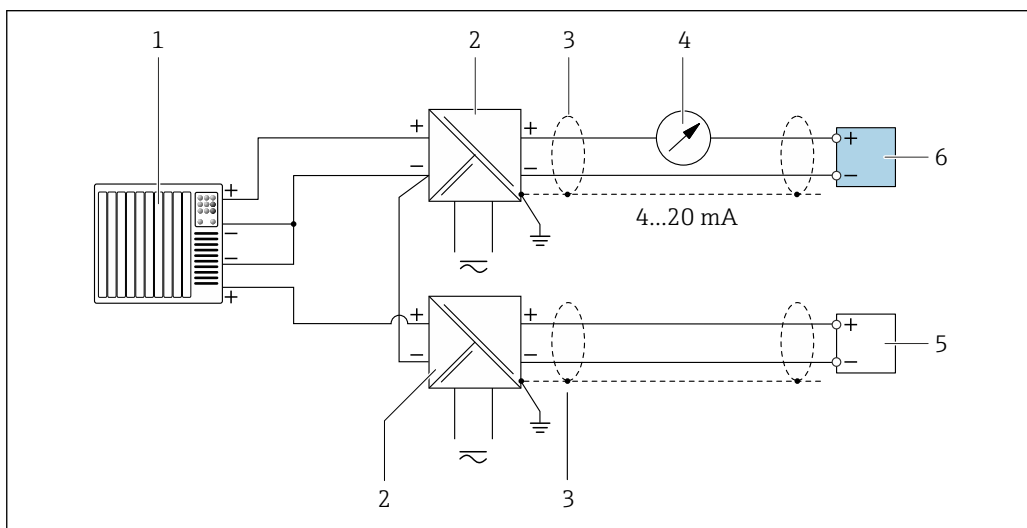 1 2 3 4
+ + +
− − − 6
+
−
4...20 mA
−
+
+ + +
− − − 5
2 3